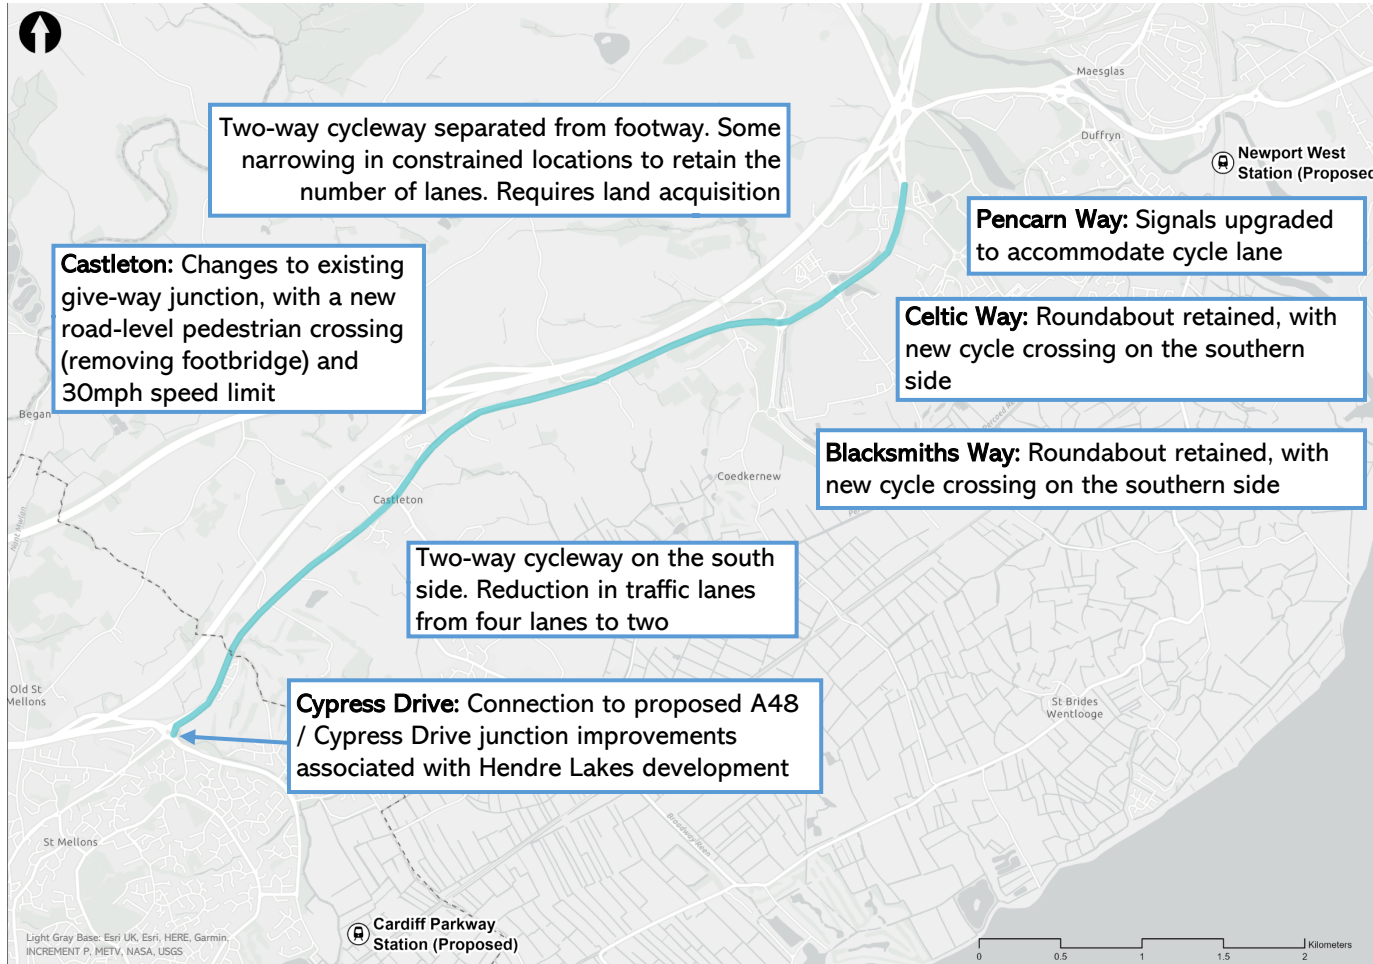 Maesglas
Two-way cycleway separated from footway. Some
narrowing in constrained locations to retain the
number of lanes. Requires land acquisition
Duffryn
Newport West
Station (Proposed
Pencarn Way: Signals upgraded
to accommodate cycle lane
Castleton: Changes to existing
give-way junction, with a new
road-level pedestrian crossing
(removing footbridge) and
30mph speed limit
Celtic Way: Roundabout retained, with
new cycle crossing on the southern
side
Began
Blacksmiths Way: Roundabout retained, with
new cycle crossing on the southern side
Coedkernew
Castleton
Two-way cycleway on the south
side. Reduction in traffic lanes
from four lanes to two
Old St
Mellons
Cypress Drive: Connection to proposed A48
/ Cypress Drive junction improvements
associated with Hendre Lakes development
St Brides
Wentlooge
Broadway Reen
St Mellons
Cardiff Parkway
Station (Proposed)
Light Gray Base: Esri UK, Esri, HERE, Garmin,
INCREMENT P, METI/, NASA, USGS
Kilometers
0 0.5 1 1.5 2